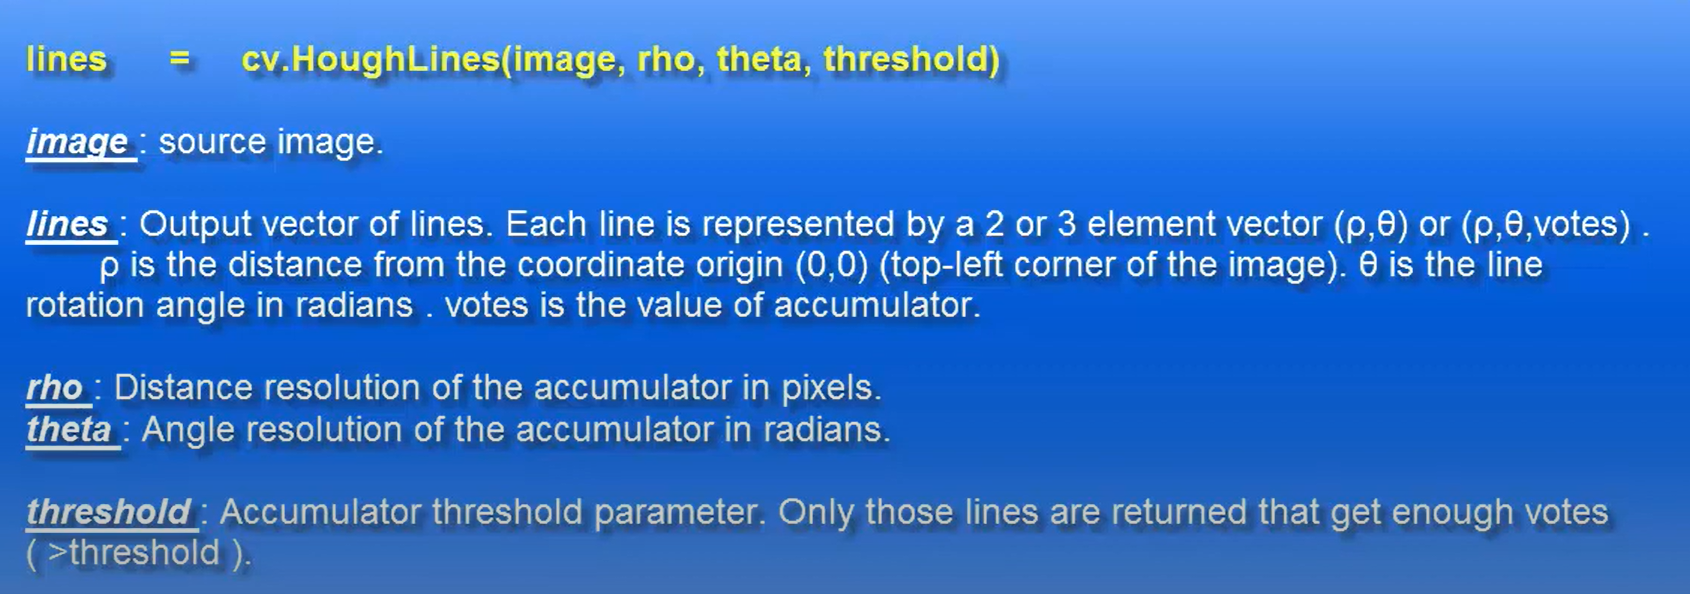 lines = cv.HoughLines(image, rho, theta, threshold)
image : source image.
lines : Output vector of lines. Each line is represented by a 2 or 3 element vector (ρ,θ) or (ρ,θ,votes) .
ρ is the distance from the coordinate origin (0,0) (top-left corner of the image). θ is the line
rotation angle in radians . votes is the value of accumulator.
rho : Distance resolution of the accumulator in pixels.
theta : Angle resolution of the accumulator in radians.
threshold : Accumulator threshold parameter. Only those lines are returned that get enough votes
( >threshold ).